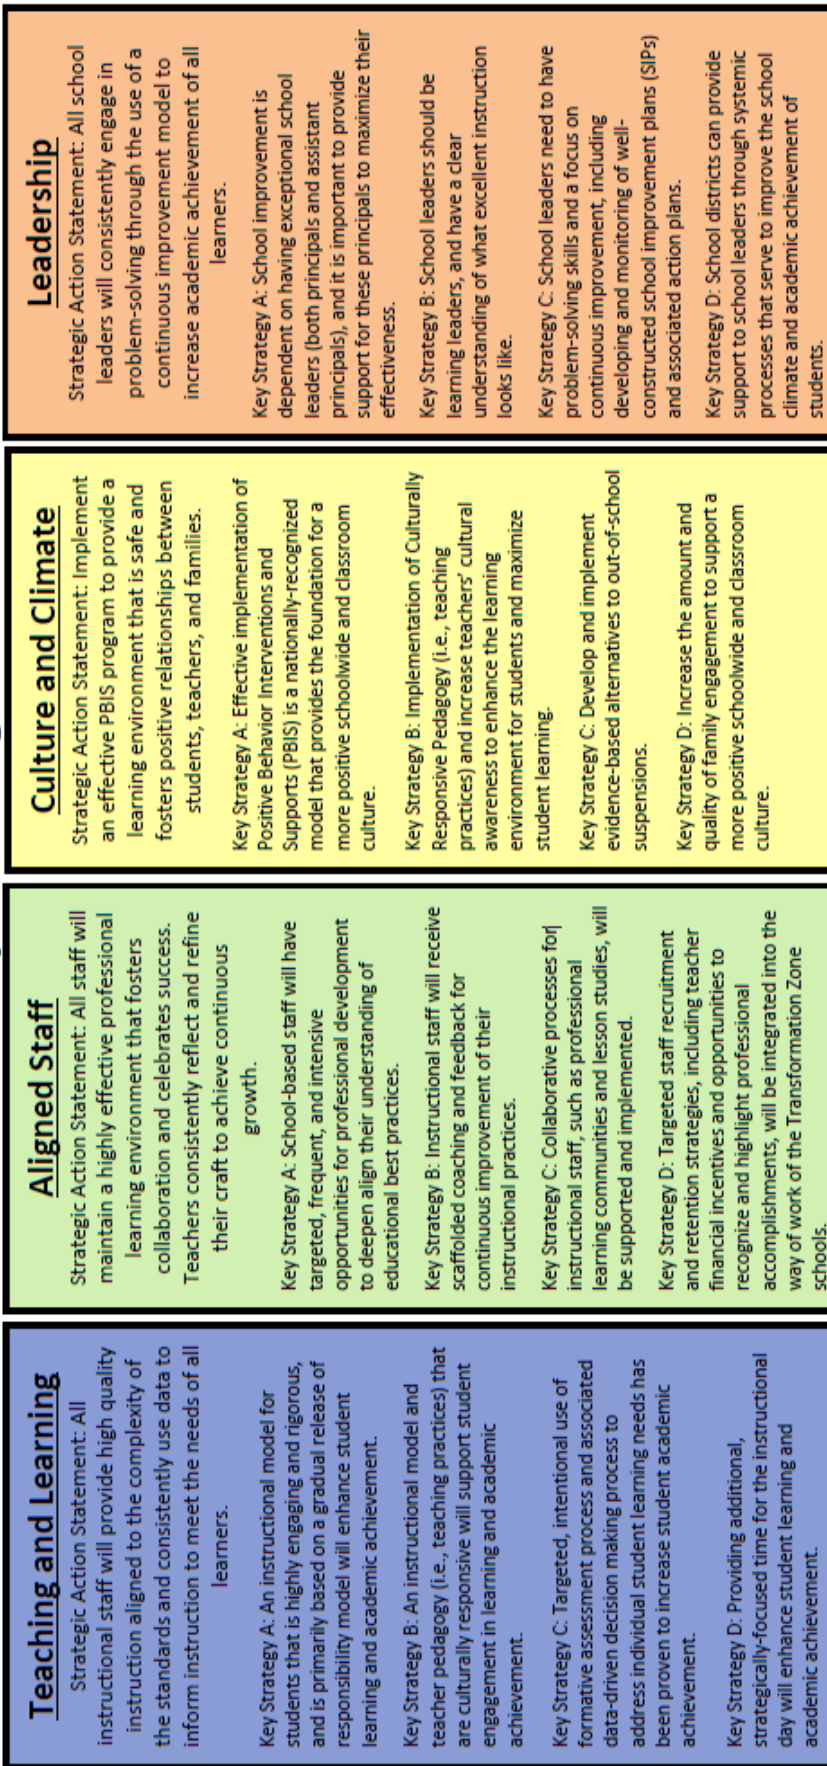 Teaching and Learning
Strategic Action Statement: All
instructional staff will provide high quality
instruction aligned to the complexity of
the standards and consistently use data to
inform instruction to meet the needs of all
learners.
Key Strategy A: An instructional model for
students that is highly engaging and rigorous,
and is primarily based on a gradual release of
responsibility model will enhance student
learning and academic achievement.
Key Strategy B: An instructional model and
teacher pedagogy (i.e., teaching practices) that
are culturally responsive will support student
engagement in learning and academic
achievement.
Key Strategy C: Targeted, intentional use of
formative assessment process and associated
data-driven decision making process to
address individual student learning needs has
been proven to increase student academic
achievement.
Key Strategy D: Providing additional,
strategically-focused time for the instructional
day will enhance student learning and
academic achievement.
Aligned Staff
Strategic Action Statement: All staff will
maintain a highly effective professional
learning environment that fosters
collaboration and celebrates success.
Teachers consistently reflect and refine
their craft to achieve continuous
growth.
Key Strategy A: School-based staff will have
targeted, frequent, and intensive
opportunities for professional development
to deepen align their understanding of
educational best practices.
Key Strategy B: Instructional staff will receive
scaffolded coaching and feedback for
continuous improvement of their
instructional practices.
Key Strategy C: Collaborative processes for
instructional staff, such as professional
learning communities and lesson studies, will
be supported and implemented.
Key Strategy D: Targeted staff recruitment
and retention strategies, including teacher
financial incentives and opportunities to
recognize and highlight professional
accomplishments, will be integrated into the
way of work of the Transformation Zone
schools.
Culture and Climate
Strategic Action Statement: Implement
an effective PBIS program to provide a
learning environment that is safe and
fosters positive relationships between
students, teachers, and families.
Key Strategy A: Effective implementation of
Positive Behavior Interventions and
Supports (PBIS) is a nationally-recognized
model that provides the foundation for a
more positive schoolwide and classroom
culture.
Key Strategy B: Implementation of Culturally
Responsive Pedagogy (i.e., teaching
practices) and increase teachers' cultural
awareness to enhance the learning
environment for students and maximize
student learning.
Key Strategy C: Develop and implement
evidence-based alternatives to out-of-school
suspensions.
Key Strategy D: Increase the amount and
quality of family engagement to support a
more positive schoolwide and classroom
culture.
Leadership
Strategic Action Statement: All school
leaders will consistently engage in
problem-solving through the use of a
continuous improvement model to
increase academic achievement of all
learners.
Key Strategy A: School improvement is
dependent on having exceptional school
leaders (both principals and assistant
principals), and it is important to provide
support for these principals to maximize their
effectiveness.
Key Strategy B: School leaders should be
learning leaders, and have a clear
understanding of what excellent instruction
looks like.
Key Strategy C: School leaders need to have
problem-solving skills and a focus on
continuous improvement, including
developing and monitoring of well-
constructed school improvement plans (SIPs)
and associated action plans.
Key Strategy D: School districts can provide
support to school leaders through systemic
processes that serve to improve the school
climate and academic achievement of
students.